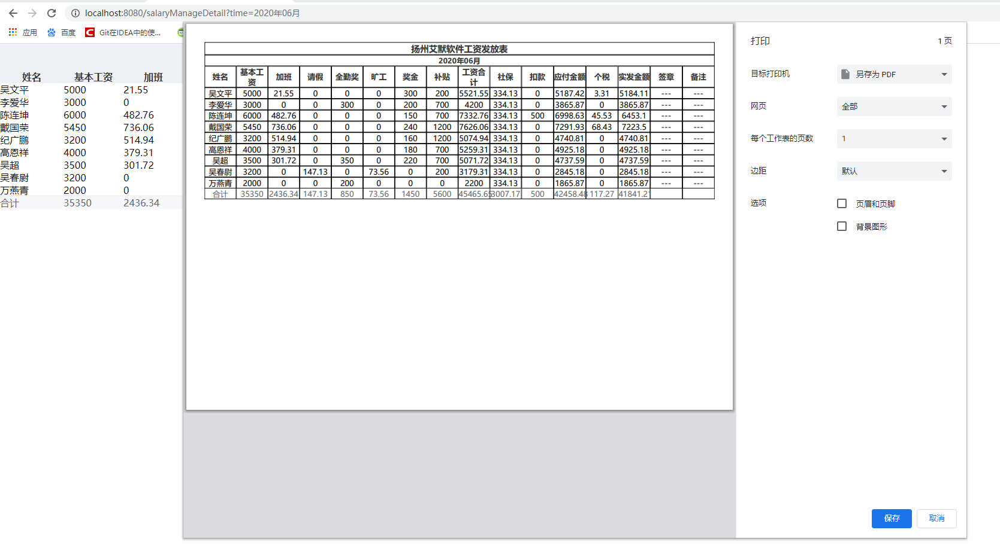 localhost:8080/salaryManageDetail?time=2020年06月
应用 百度 Git在IDEA中的使...
姓名 基本工资 加班
吴文平 5000 21.55
李爱华 3000 0
陈连坤 6000 482.76
戴国荣 5450 736.06
纪广鹏 3200 514.94
高恩祥 4000 379.31
吴超 3500 301.72
吴春尉 3200 0
万燕青 2000 0
合计 35350 2436.34
扬州艾默软件工资发放表
2020年06月
姓名 基本工资 加班 请假 全勤奖 旷工 奖金 补贴 工资合计 社保 扣款 应付金额 个税 实发金额 签章 备注
吴文平 5000 21.55 0 0 0 300 200 5521.55 334.13 0 5187.42 3.31 5184.11 --- ---
李爱华 3000 0 0 300 0 200 700 4200 334.13 0 3865.87 0 3865.87 --- ---
陈连坤 6000 482.76 0 0 0 150 700 7332.76 334.13 500 6998.63 45.53 6453.1 --- ---
戴国荣 5450 736.06 0 0 0 240 1200 7626.06 334.13 0 7291.93 68.43 7223.5 --- ---
纪广鹏 3200 514.94 0 0 0 160 1200 5074.94 334.13 0 4740.81 0 4740.81 --- ---
高恩祥 4000 379.31 0 0 0 180 700 5259.31 334.13 0 4925.18 0 4925.18 --- ---
吴超 3500 301.72 0 350 0 220 700 5071.72 334.13 0 4737.59 0 4737.59 --- ---
吴春尉 3200 0 147.13 0 73.56 0 200 3179.31 334.13 0 2845.18 0 2845.18 --- ---
万燕青 2000 0 0 200 0 0 0 2200 334.13 0 1865.87 0 1865.87 --- ---
合计 35350 2436.34 147.13 850 73.56 1450 5600 45465.65 3007.17 500 42458.48 117.27 41841.21
打印 1 页
目标打印机 另存为 PDF
网页 全部
每个工作表的页数 1
边距 默认
选项 页眉和页脚
背景图形
保存 取消